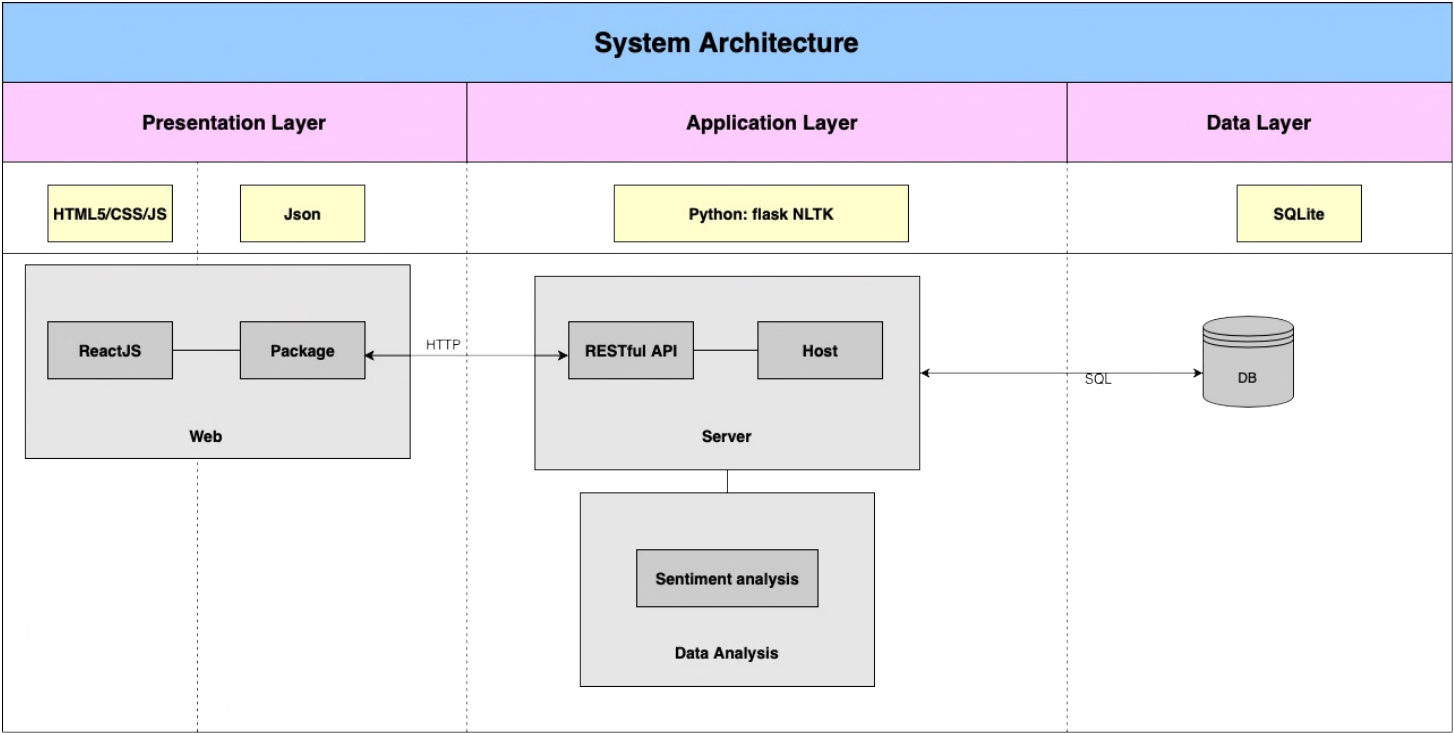 System Architecture
Presentation Layer
Application Layer
Data Layer
HTML5/CSS/JS
Json
Python: flask NLTK
SQLite
ReactJS
Package
HTTP
RESTful API
Host
SQL
DB
Web
Server
Sentiment analysis
Data Analysis